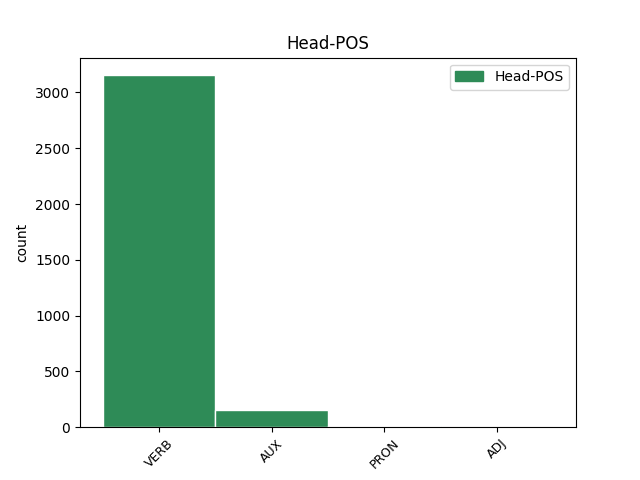 Head-POS
Head-POS
3000
2500
2000
1500
1000
500
0
count
VERB
AUX
PRON
ADJ